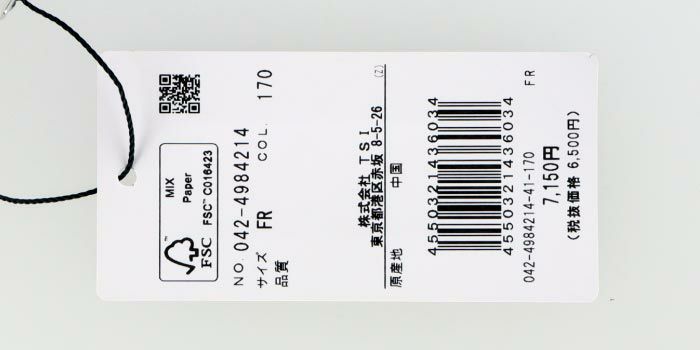 MIX
Paper
FSC™ C016423
FSC
NO. 042-4984214
サイズ FR COL. 170
品質
株式会社 TSI
東京都港区赤坂 8-5-26 (Z)
原産地 中国
4550321436034
4550321436034
042-4984214-41-170 FR
7,150円
(税抜価格 6,500円)